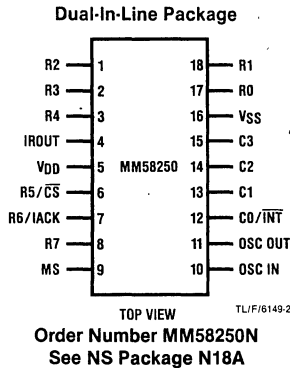 Dual-In-Line Package
R2 1 18 R1
R3 2 17 R0
R4 3 16 VSS
IROUT 4 15 C3
VDD 5 MM58250 14 C2
R5/CS 6 13 C1
R6/IACK 7 12 C0/INT
R7 8 11 OSC OUT
MS 9 10 OSC IN
TOP VIEW
TL/F/6149-2
Order Number MM58250N
See NS Package N18A